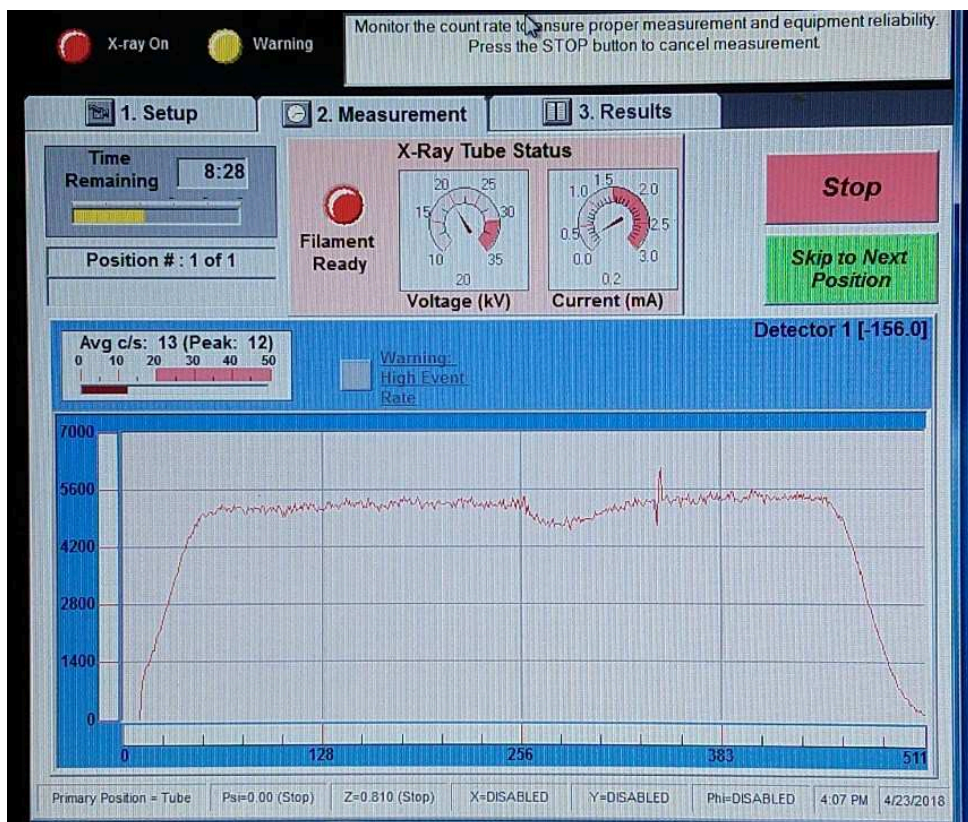 X-ray On
Warning
Monitor the count rate to ensure proper measurement and equipment reliability.
Press the STOP button to cancel measurement.
1. Setup
2. Measurement
3. Results
Time
Remaining
8:28
Position # : 1 of 1
X-Ray Tube Status
Filament
Ready
10 15 20 25 30 35
20
Voltage (kV)
0.0 0.5 1.0 1.5 2.0 2.5 3.0
0.2
Current (mA)
Stop
Skip to Next
Position
Avg c/s: 13 (Peak: 12)
0 10 20 30 40 50
Warning:
High Event
Rate
Detector 1 [-156.0]
7000
5600
4200
2800
1400
0
0 128 256 383 511
Primary Position = Tube
Psi=0.00 (Stop)
Z=0.810 (Stop)
X=DISABLED
Y=DISABLED
Phi=DISABLED
4:07 PM
4/23/2018